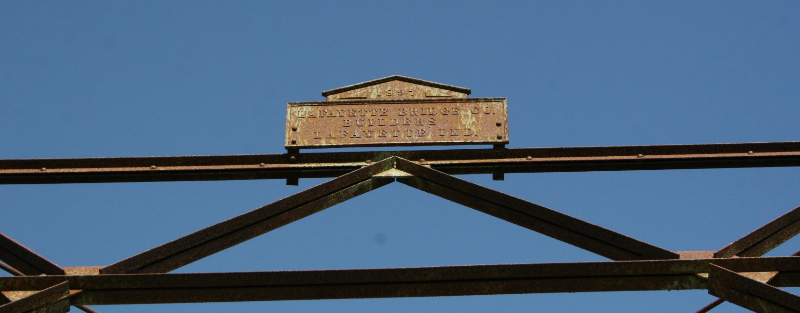 LAFAYETTE BRIDGE CO.
BUILDERS
LAFAYETTE IND.